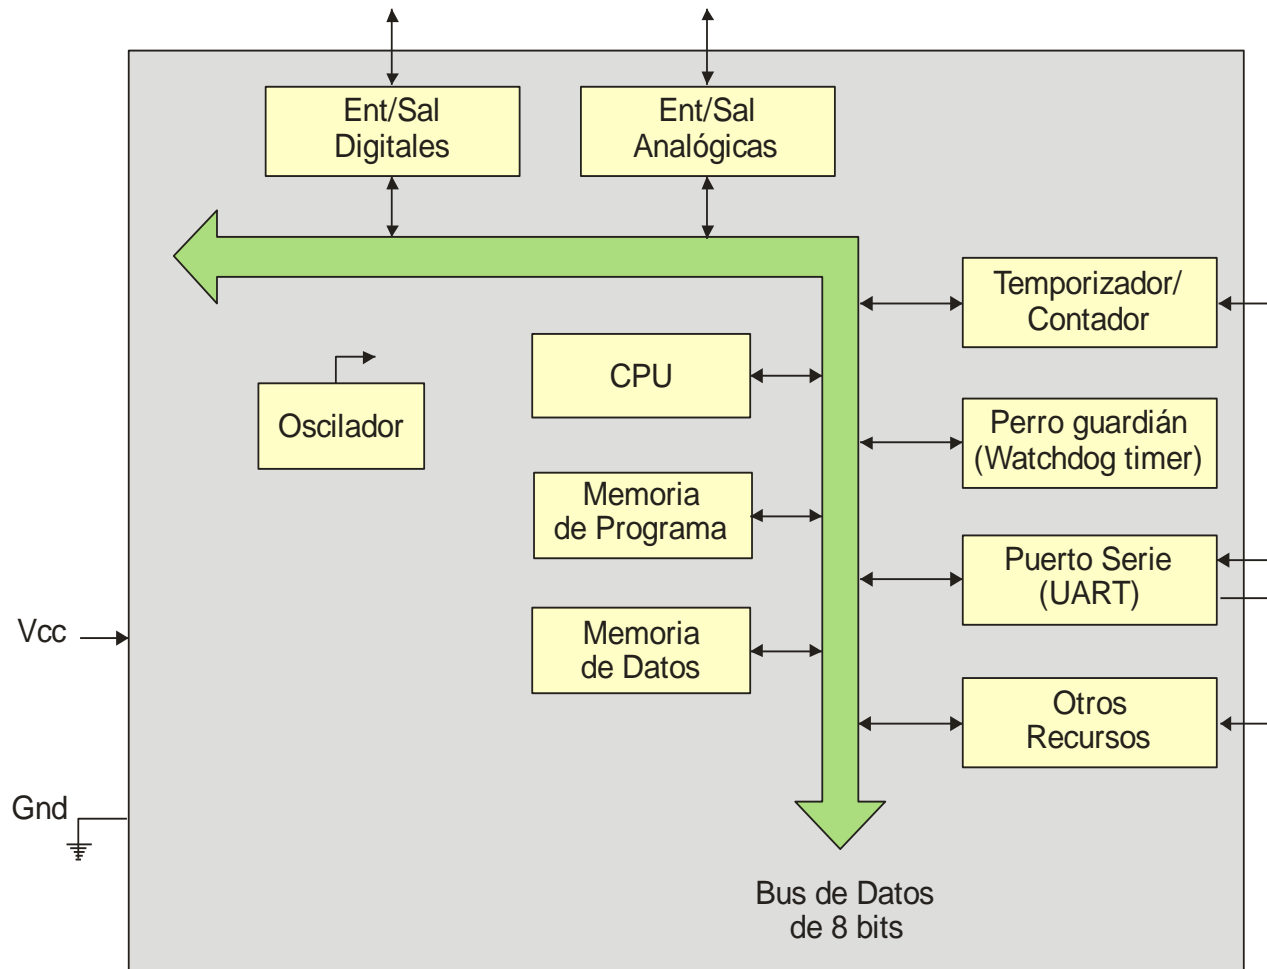 Ent/Sal
Digitales
Ent/Sal
Analógicas
Temporizador/
Contador
CPU
Oscilador
Perro guardián
(Watchdog timer)
Memoria
de Programa
Puerto Serie
(UART)
Vcc
Memoria
de Datos
Otros
Recursos
Gnd
Bus de Datos
de 8 bits